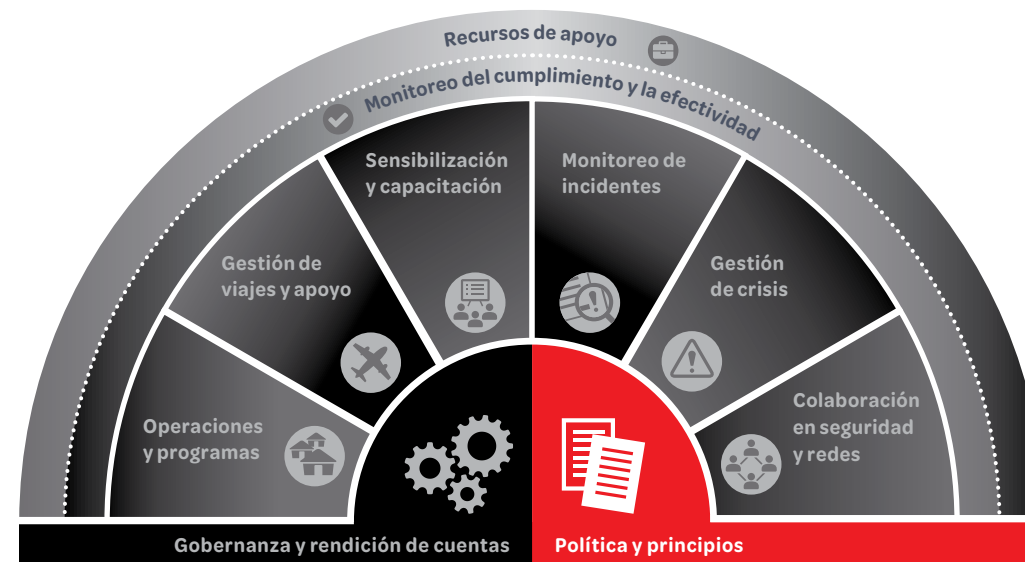 Recursos de apoyo
Monitoreo del cumplimiento y la efectividad
Sensibilización
y capacitación
Monitoreo de
incidentes
Gestión de
viajes y apoyo
Gestión
de crisis
Operaciones
y programas
Colaboración
en seguridad
y redes
Gobernanza y rendición de cuentas
Política y principios